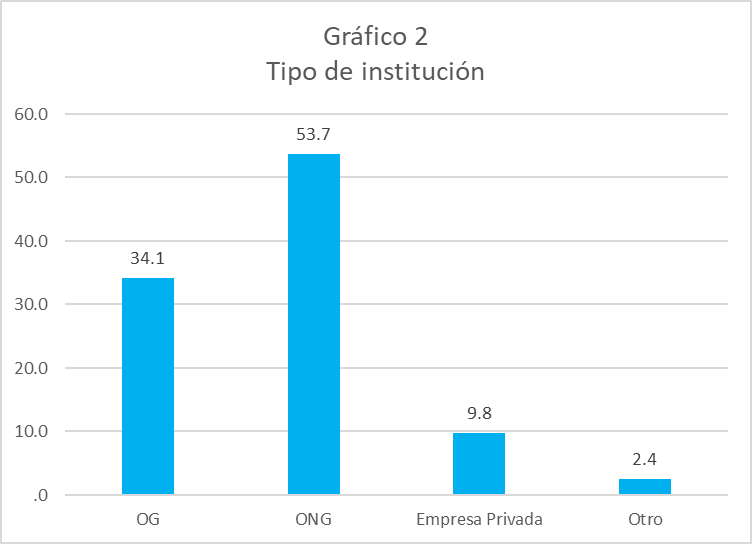 Gráfico 2
Tipo de institución
60.0
50.0
40.0
30.0
20.0
10.0
.0
34.1
53.7
9.8
2.4
OG
ONG
Empresa Privada
Otro